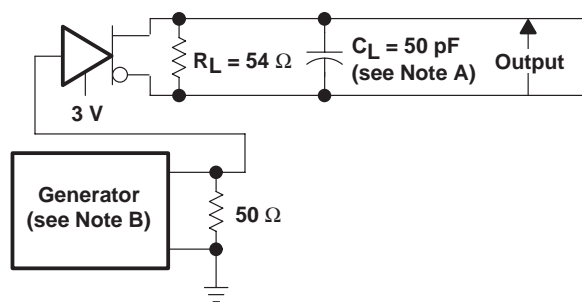 R_L = 54 Ω
C_L = 50 pF
(see Note A)
Output
3 V
Generator
(see Note B)
50 Ω